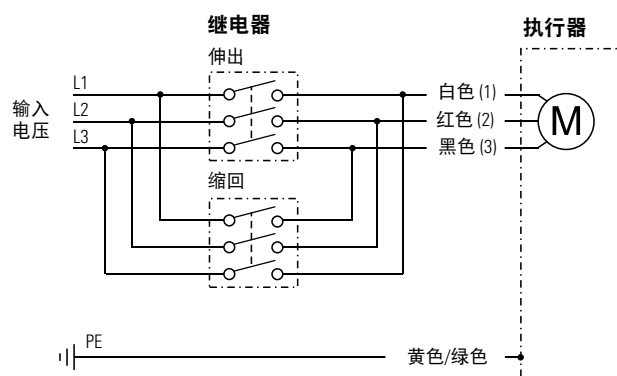 继电器
执行器
伸出
L1
白色 (1)
输入
电压
L2
红色 (2)
M
L3
黑色 (3)
缩回
PE
黄色/绿色